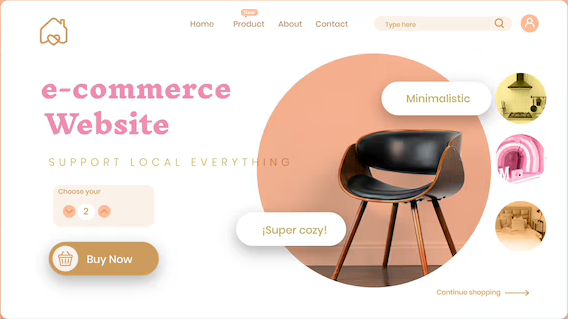 New
Home Product About Contact
Type here
e-commerce
Website
SUPPORT LOCAL EVERYTHING
Choose your
2
Buy Now
Minimalistic
¡Super cozy!
Continue shopping